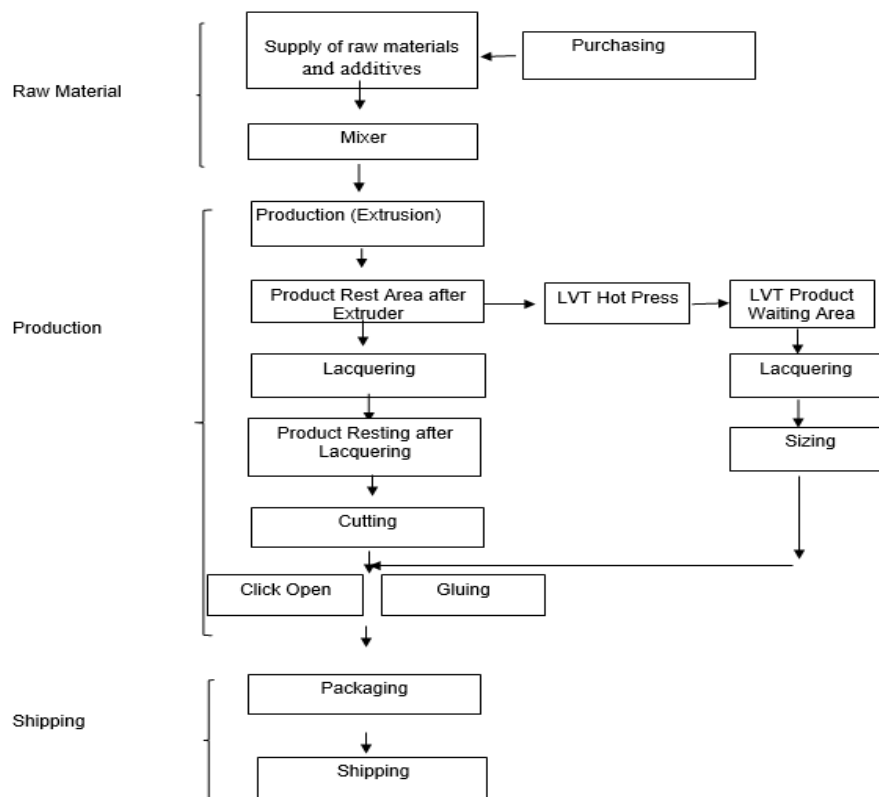 Supply of raw materials
and additives
Purchasing
Raw Material
Mixer
Production (Extrusion)
Product Rest Area after
Extruder
LVT Hot Press
LVT Product
Waiting Area
Production
Lacquering
Lacquering
Product Resting after
Lacquering
Sizing
Cutting
Click Open
Gluing
Packaging
Shipping
Shipping